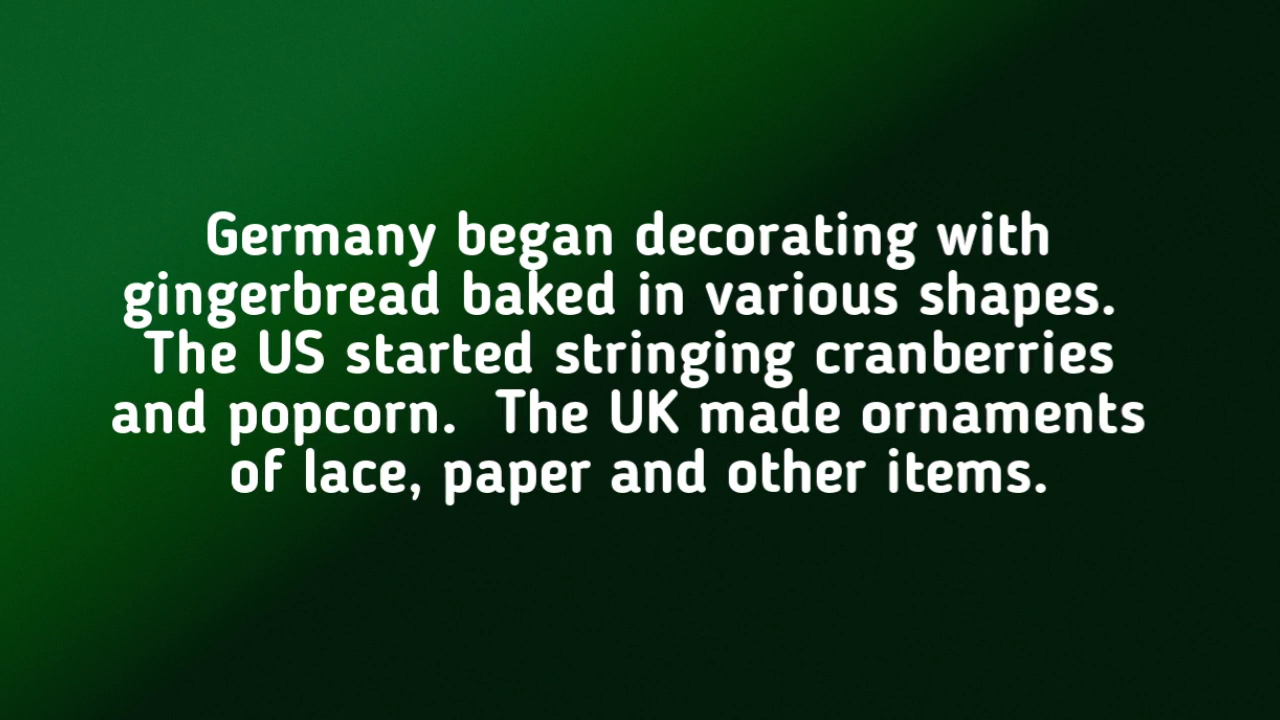 Germany began decorating with
gingerbread baked in various shapes.
The US started stringing cranberries
and popcorn.  The UK made ornaments
of lace, paper and other items.